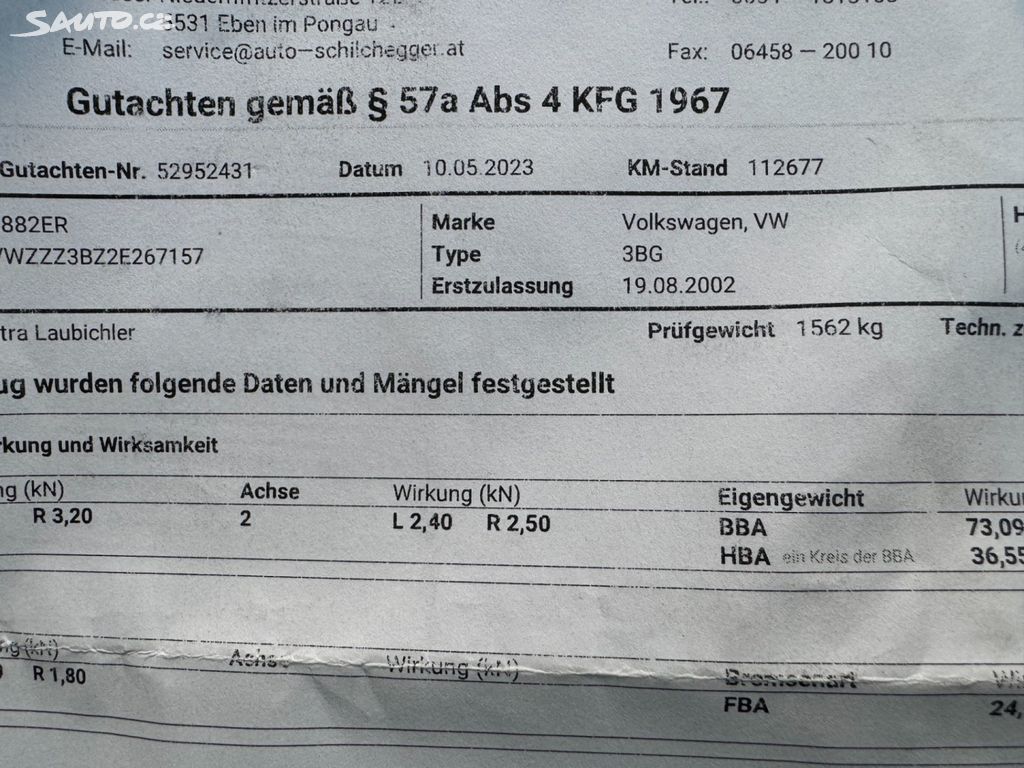 SAUTO.cz
5531 Eben im Pongau
E-Mail: service@auto-schilchegger.at Fax: 06458 – 200 10
Gutachten gemäß § 57a Abs 4 KFG 1967
Gutachten-Nr. 52952431 Datum 10.05.2023 KM-Stand 112677
882ER Marke Volkswagen, VW
WZZZ3BZ2E267157 Type 3BG
Erstzulassung 19.08.2002
tra Laubichler Prüfgewicht 1562 kg Techn. z
ug wurden folgende Daten und Mängel festgestellt
rkung und Wirksamkeit
ng (kN) Achse Wirkung (kN) Eigengewicht Wirku
R 3,20 2 L 2,40 R 2,50 BBA 73,09
HBA ein Kreis der BBA 36,55
ng (kN) Achse Wirkung (kN) Bremsenart Wi
R 1,80 FBA 24,